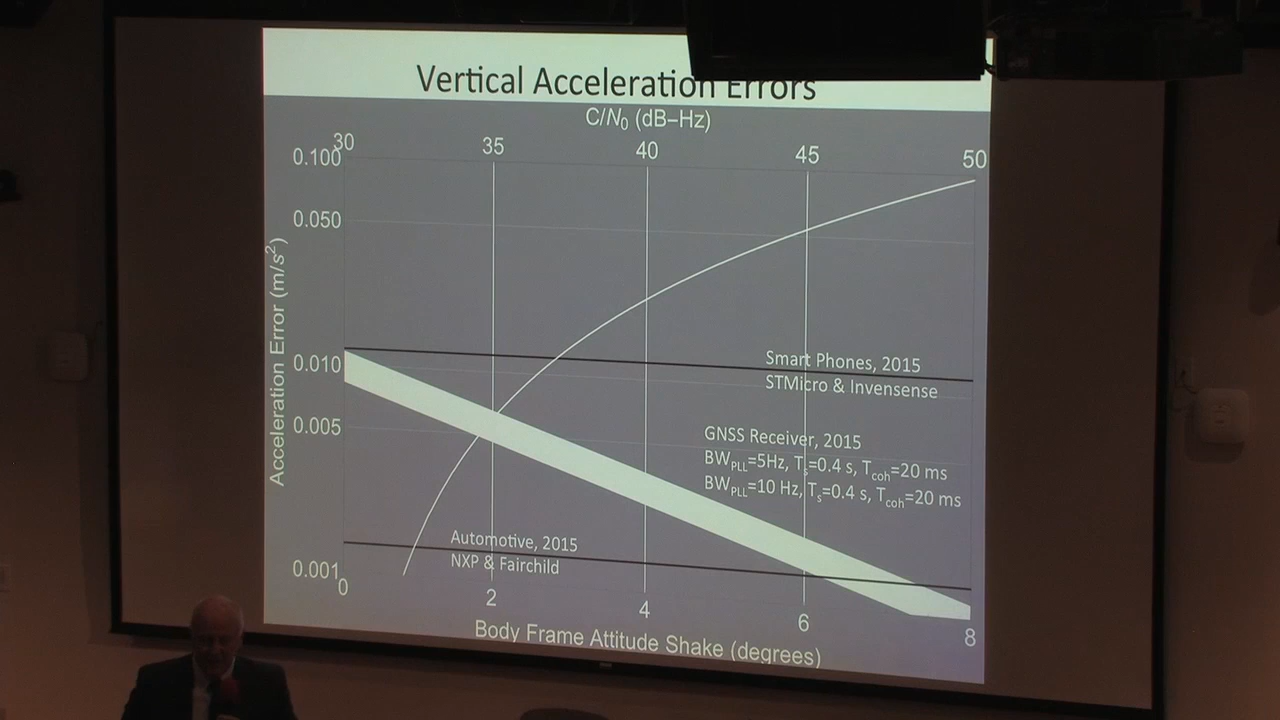 Vertical Acceleration Errors
C/N0 (dB–Hz)
30 35 40 45 50
0.100
0.050
0.010
0.005
0.001
Acceleration Error (m/s2)
Smart Phones, 2015
STMicro & Invensense
GNSS Receiver, 2015
BWPLL=5Hz, Ts=0.4 s, Tcoh=20 ms
BWPLL=10 Hz, Ts=0.4 s, Tcoh=20 ms
Automotive, 2015
NXP & Fairchild
0 2 4 6 8
Body Frame Attitude Shake (degrees)